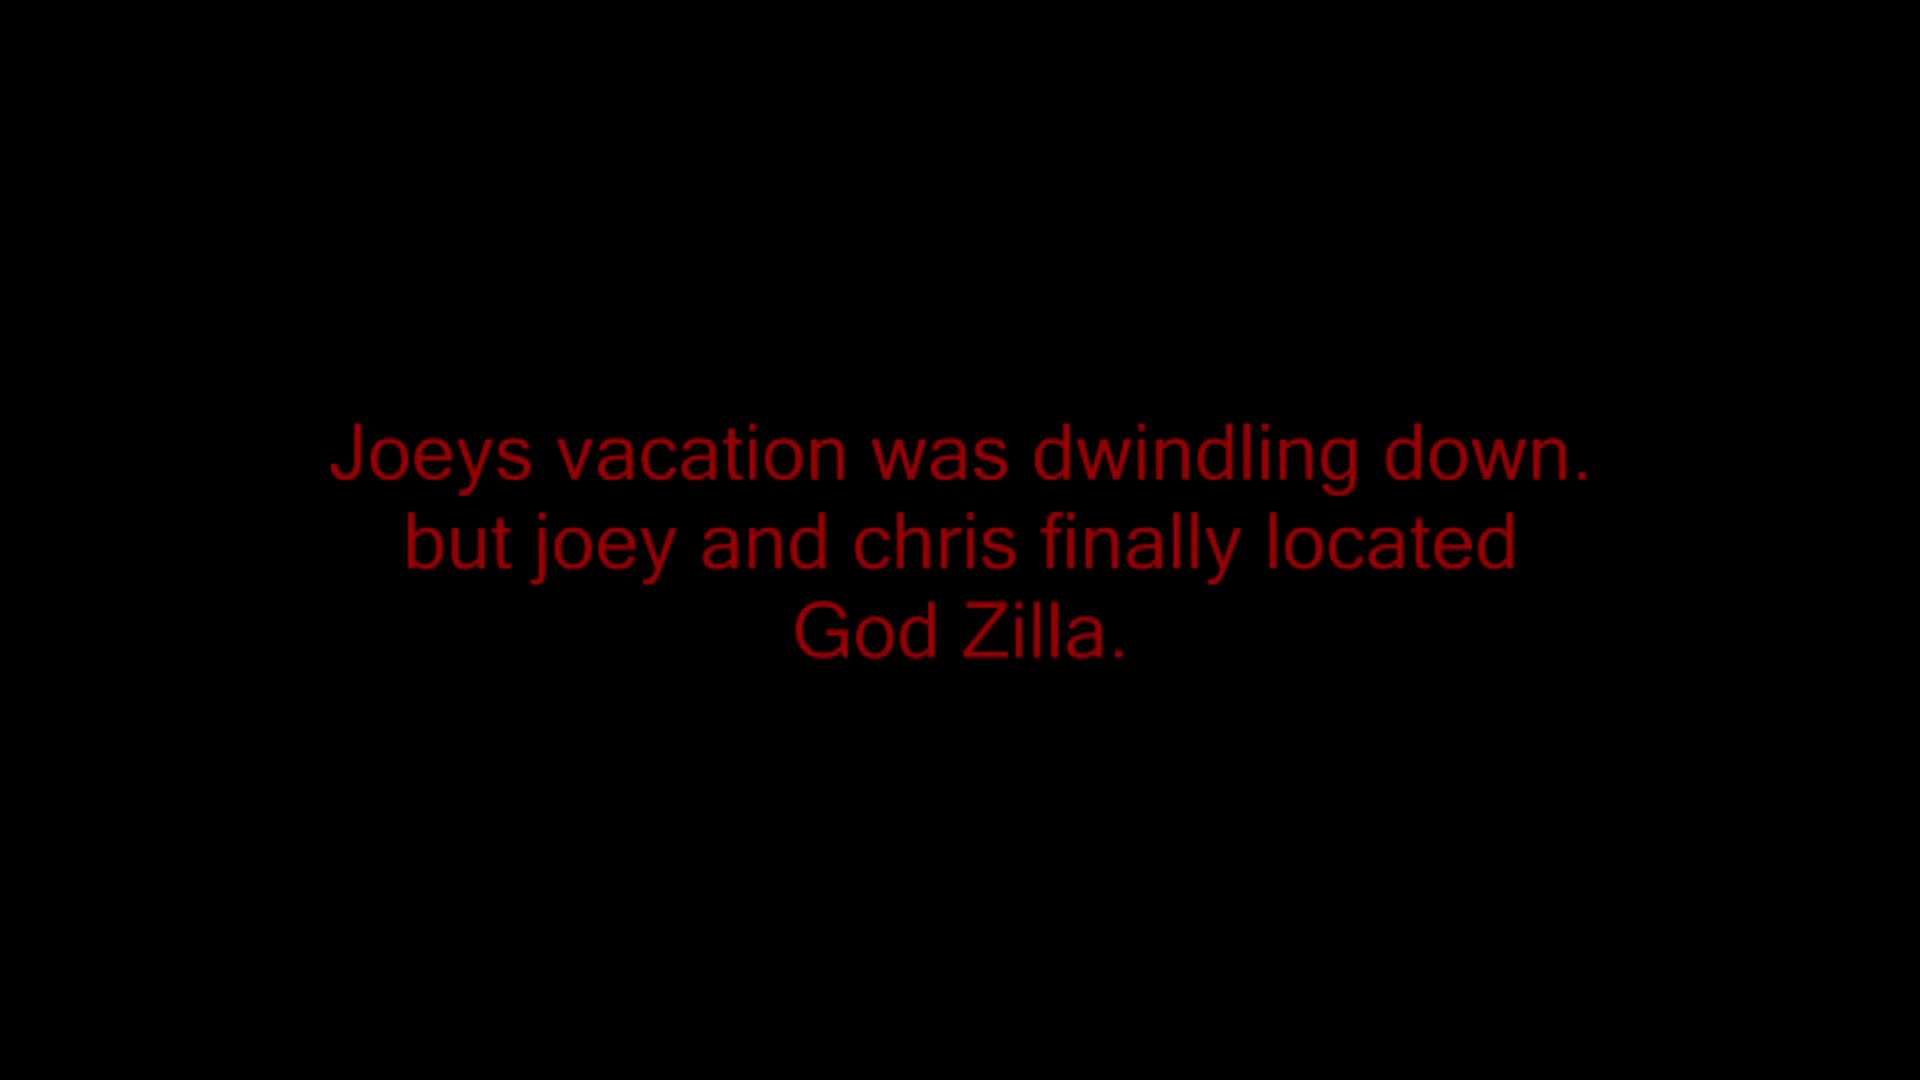 Joeys vacation was dwindling down.
but joey and chris finally located
God Zilla.